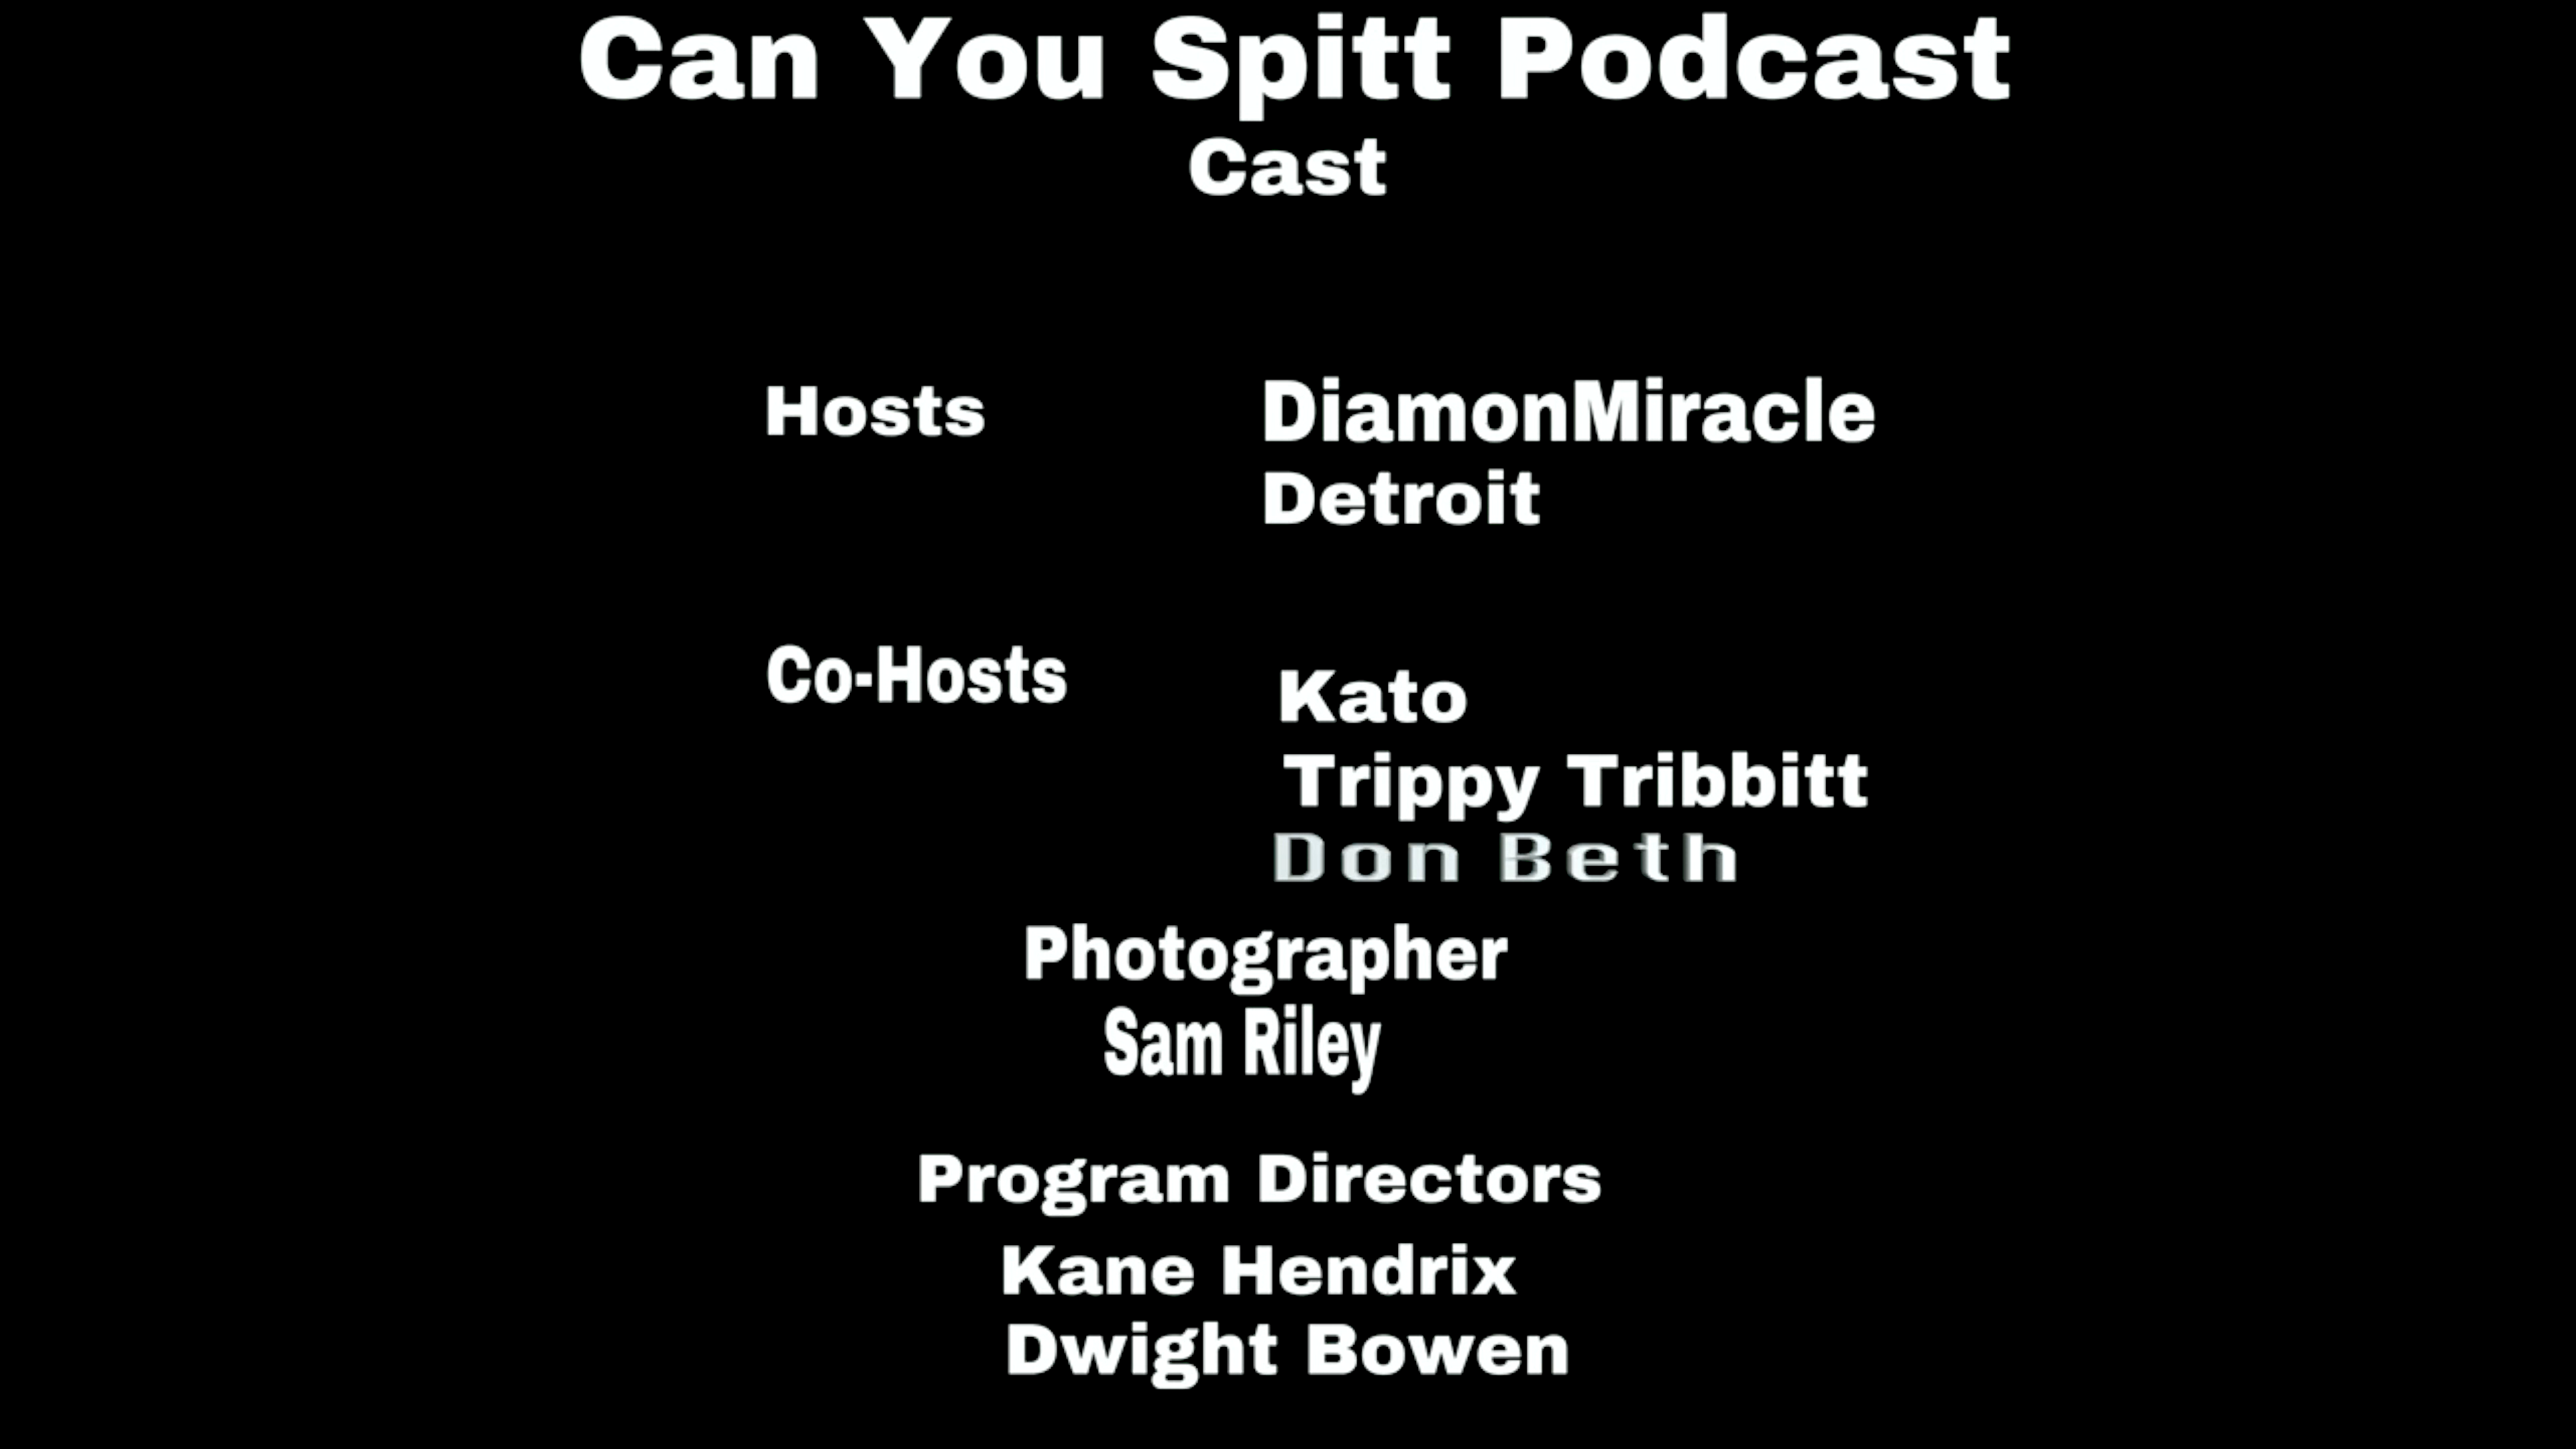 Can You Spitt Podcast
Cast
Hosts DiamonMiracle
Detroit
Co-Hosts Kato
Trippy Tribbitt
Don Beth
Photographer
Sam Riley
Program Directors
Kane Hendrix
Dwight Bowen